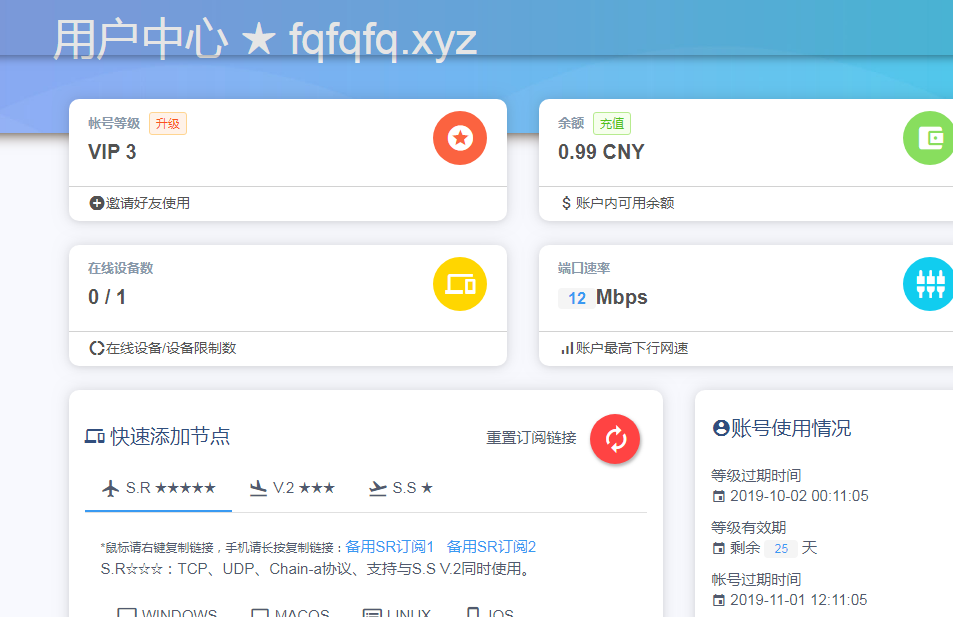 用户中心 ★ fqfqfq.xyz
帐号等级 升级
VIP 3
邀请好友使用
余额 充值
0.99 CNY
$ 账户内可用余额
在线设备数
0 / 1
在线设备/设备限制数
端口速率
12 Mbps
账户最高下行网速
快速添加节点
重置订阅链接
S.R ★★★★★ V.2 ★★★ S.S ★
*鼠标请右键复制链接，手机请长按复制链接：备用SR订阅1 备用SR订阅2
S.R☆☆☆：TCP、UDP、Chain-a协议、支持与S.S V.2同时使用。
WINDOWS MACOS LINUX IOS
账号使用情况
等级过期时间
2019-10-02 00:11:05
等级有效期
剩余 25 天
帐号过期时间
2019-11-01 12:11:05